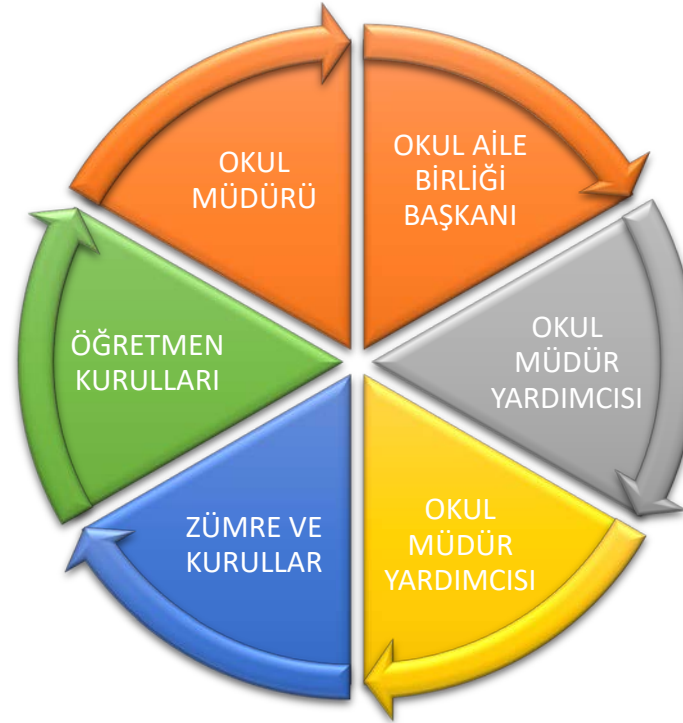 OKUL
MÜDÜRÜ
OKUL AİLE
BİRLİĞİ
BAŞKANI
OKUL
MÜDÜR
YARDIMCISI
OKUL
MÜDÜR
YARDIMCISI
ZÜMRE VE
KURULLAR
ÖĞRETMEN
KURULLARI